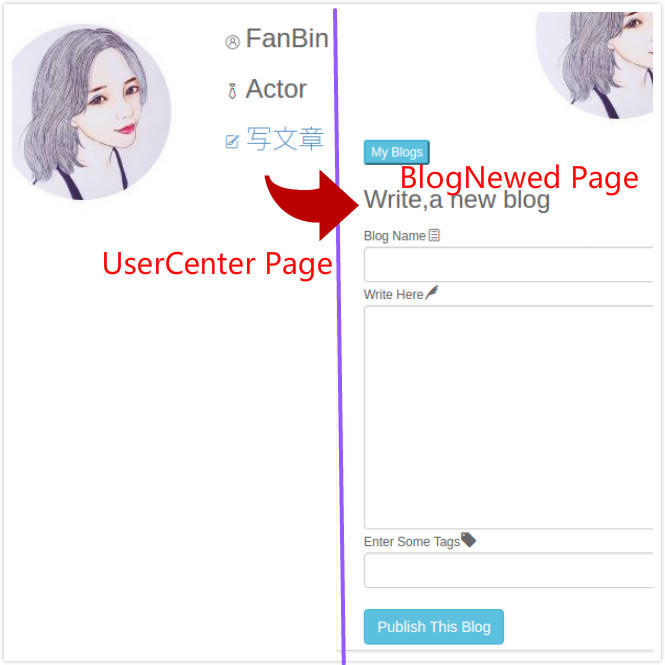 FanBin
Actor
写文章
UserCenter Page
My Blogs
BlogNewed Page
Write,a new blog
Blog Name
Write Here
Enter Some Tags
Publish This Blog